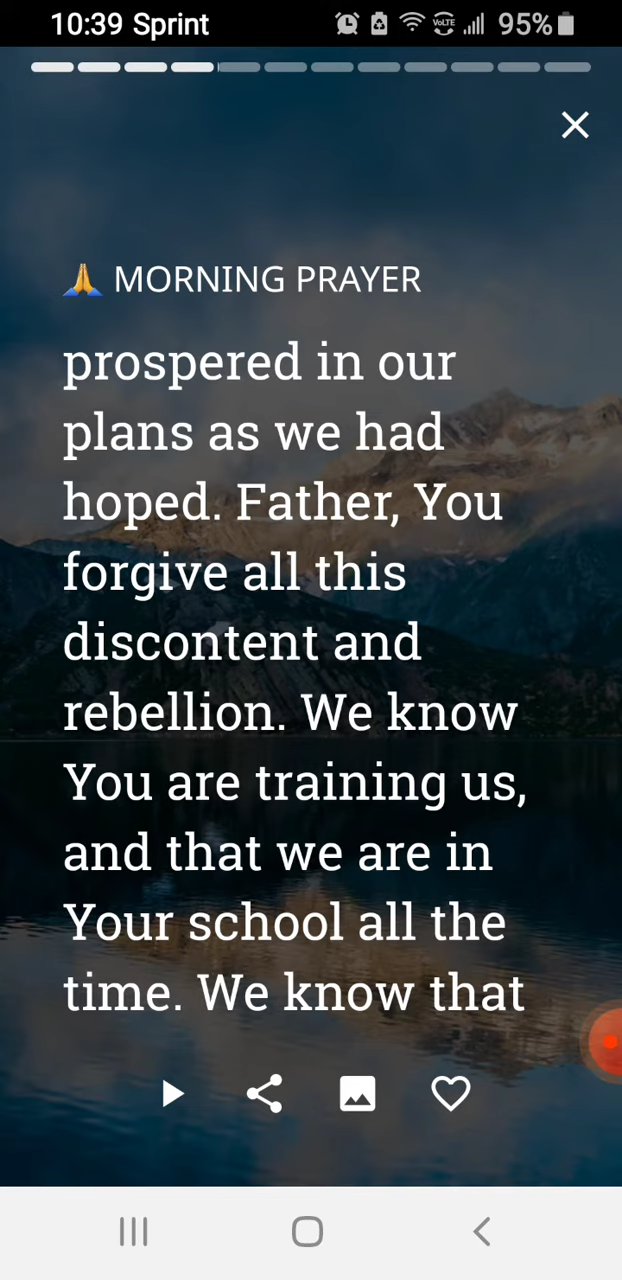 10:39 Sprint VoLTE 95%
🙏 MORNING PRAYER
prospered in our
plans as we had
hoped. Father, You
forgive all this
discontent and
rebellion. We know
You are training us,
and that we are in
Your school all the
time. We know that